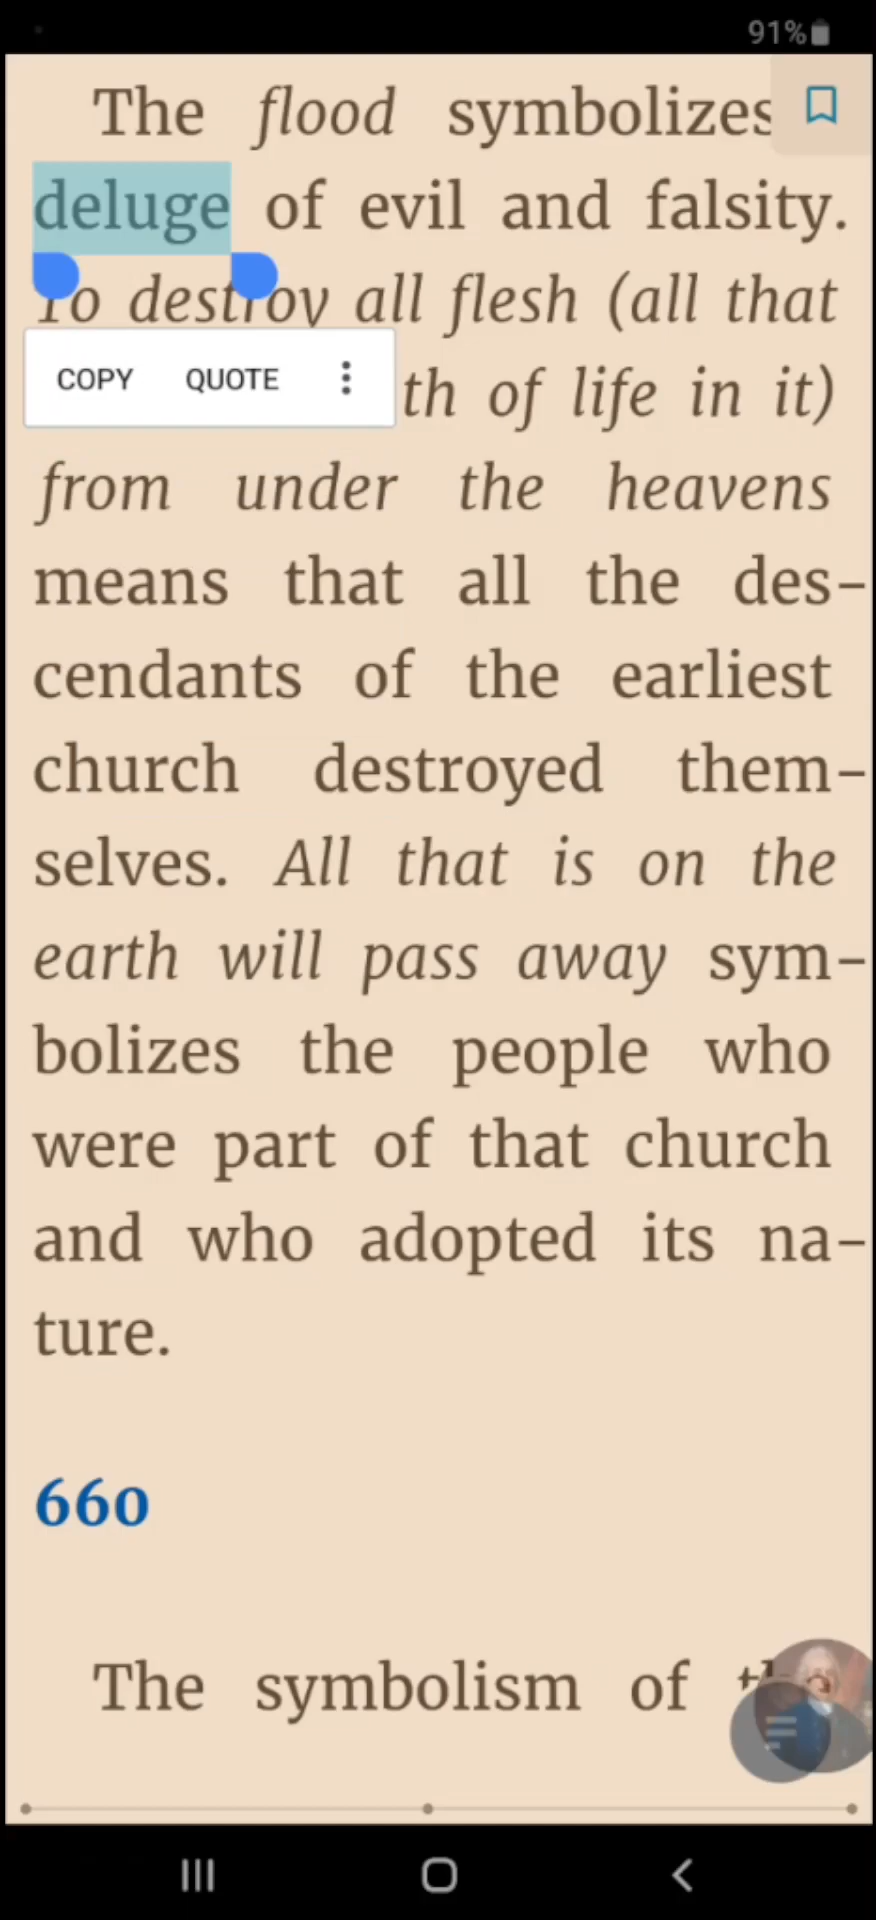 91%
The flood symbolizes
deluge of evil and falsity.
To destroy all flesh (all that
COPY QUOTE
th of life in it)
from under the heavens
means that all the des-
cendants of the earliest
church destroyed them-
selves. All that is on the
earth will pass away sym-
bolizes the people who
were part of that church
and who adopted its na-
ture.
660
The symbolism of